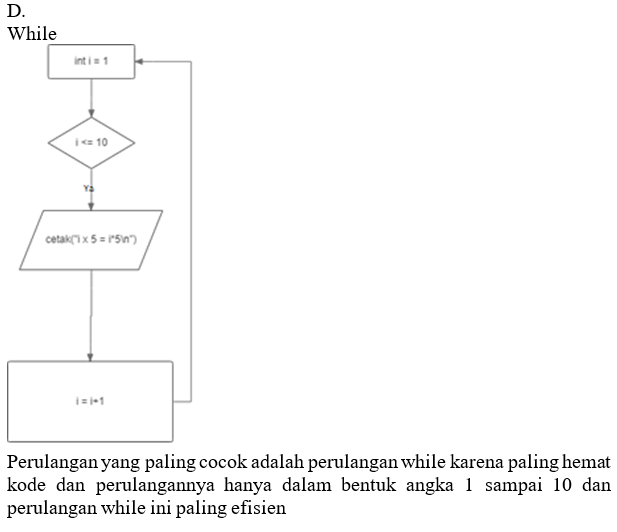 D.
While
int i = 1
i <= 10
Ya
cetak("i x 5 = i*5\n")
i = i+1
Perulangan yang paling cocok adalah perulangan while karena paling hemat
kode dan perulangannya hanya dalam bentuk angka 1 sampai 10 dan
perulangan while ini paling efisien